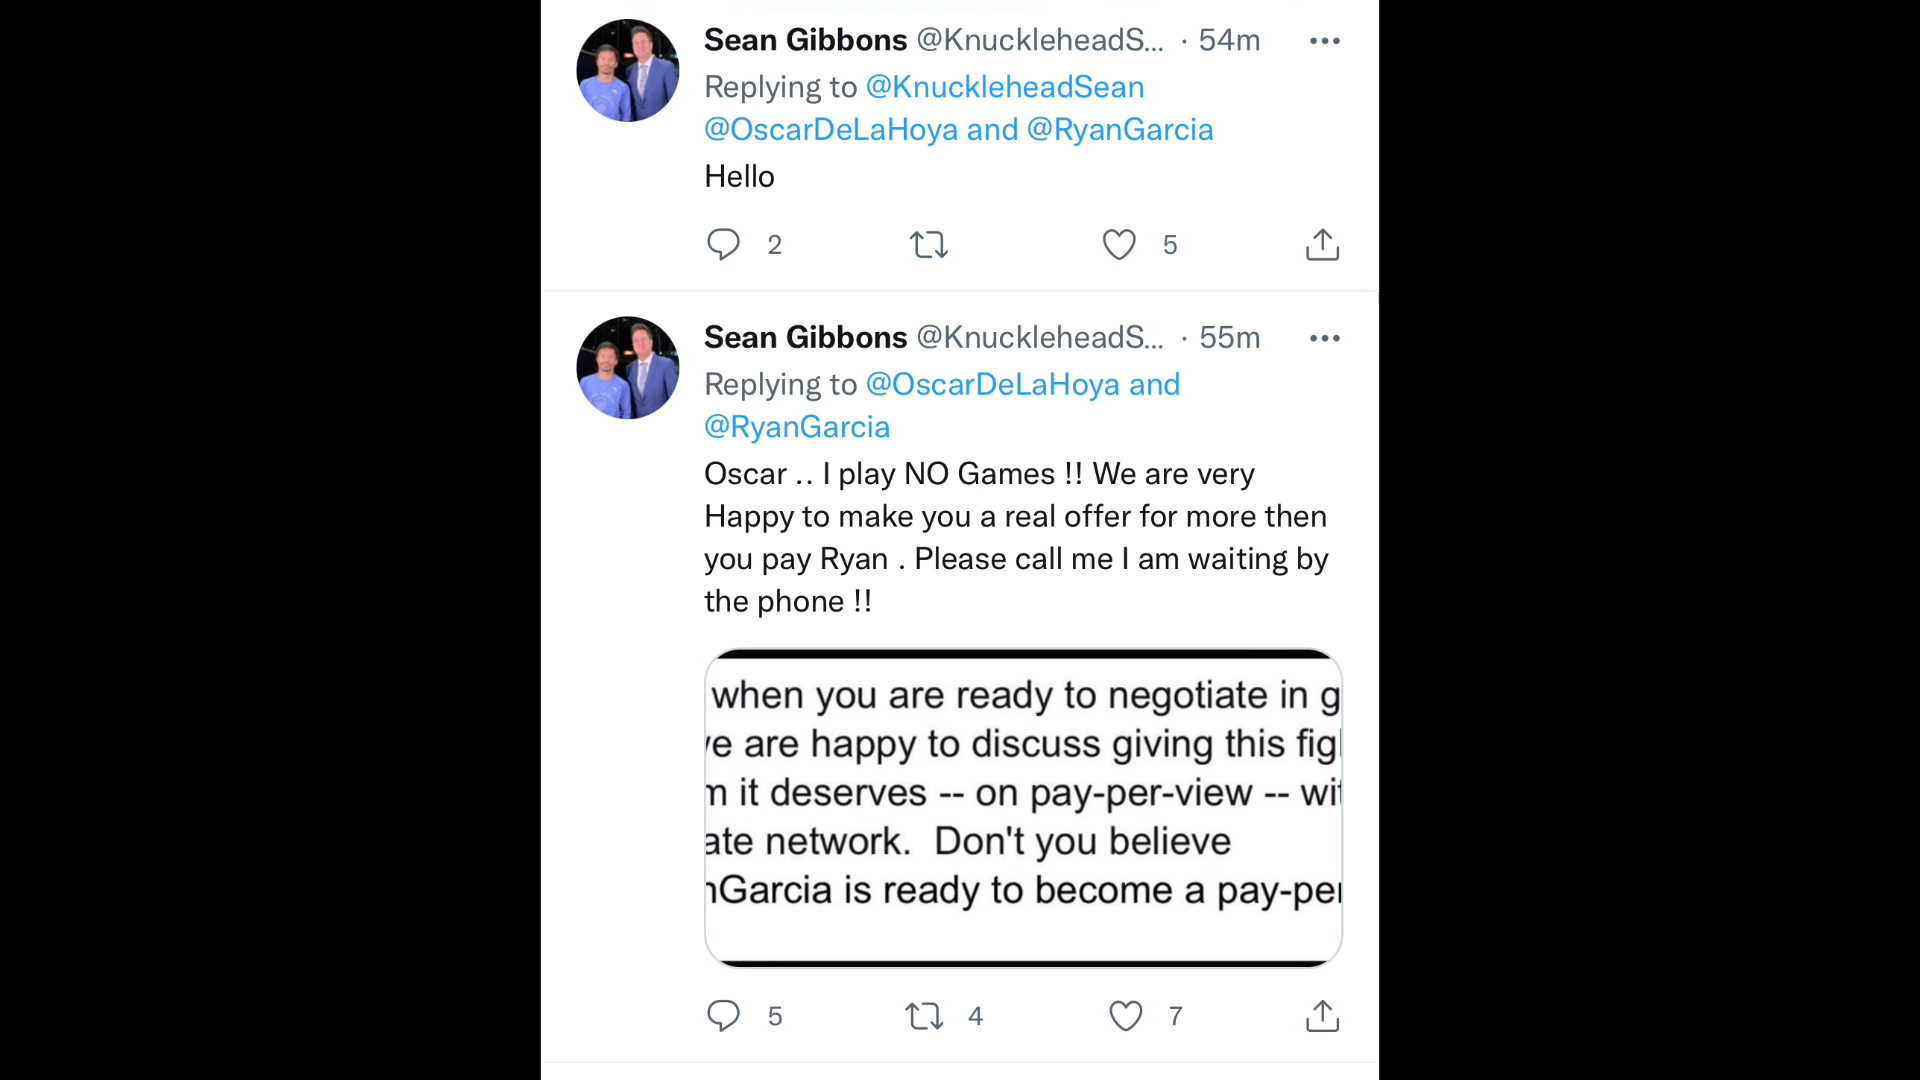 Sean Gibbons @KnuckleheadS... · 54m
Replying to @KnuckleheadSean
@OscarDeLaHoya and @RyanGarcia
Hello
2 5
Sean Gibbons @KnuckleheadS... · 55m
Replying to @OscarDeLaHoya and
@RyanGarcia
Oscar .. I play NO Games !! We are very
Happy to make you a real offer for more then
you pay Ryan . Please call me I am waiting by
the phone !!
when you are ready to negotiate in g
e are happy to discuss giving this fig
it deserves -- on pay-per-view -- wit
ate network. Don't you believe
Garcia is ready to become a pay-per
5 4 7